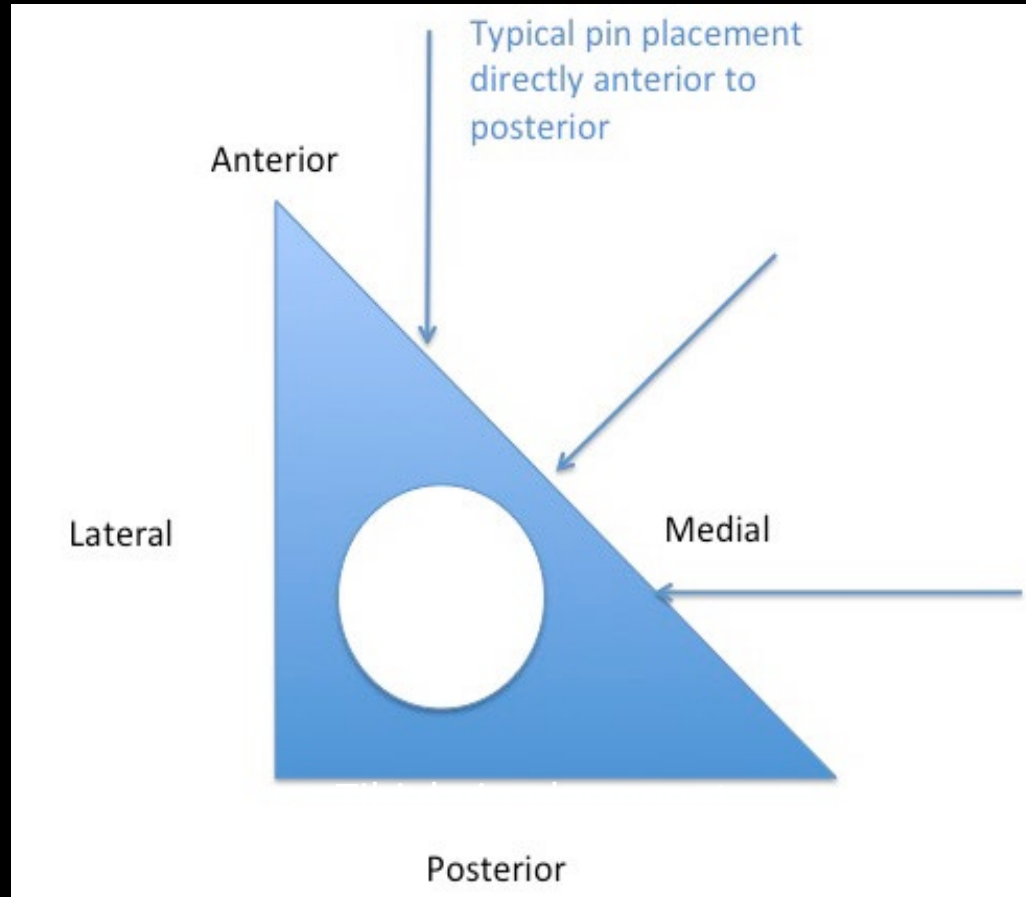 Typical pin placement
directly anterior to
posterior
Anterior
Lateral
Medial
Posterior